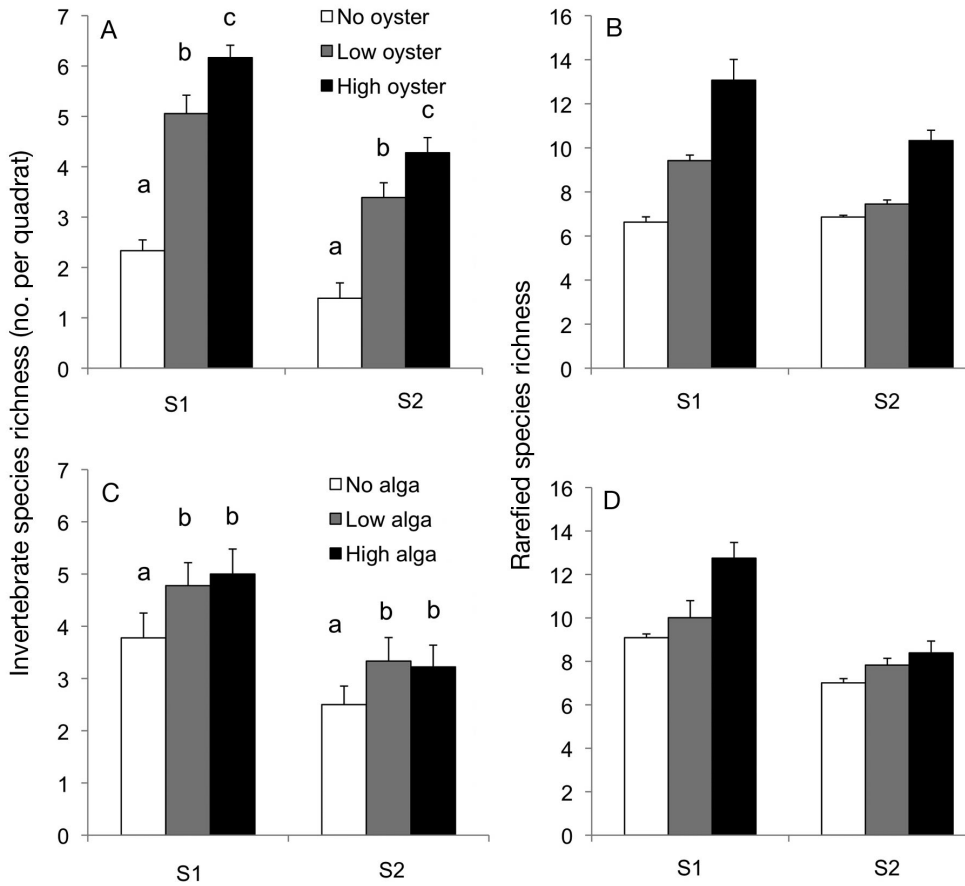 Invertebrate species richness (no. per quadrat)
A
7
6
5
4
3
2
1
0
a
b
c
a
b
c
No oyster
Low oyster
High oyster
S1
S2
Rarefied species richness
B
16
14
12
10
8
6
4
2
0
S1
S2
C
7
6
5
4
3
2
1
0
a
b
b
a
b
b
No alga
Low alga
High alga
S1
S2
D
16
14
12
10
8
6
4
2
0
S1
S2